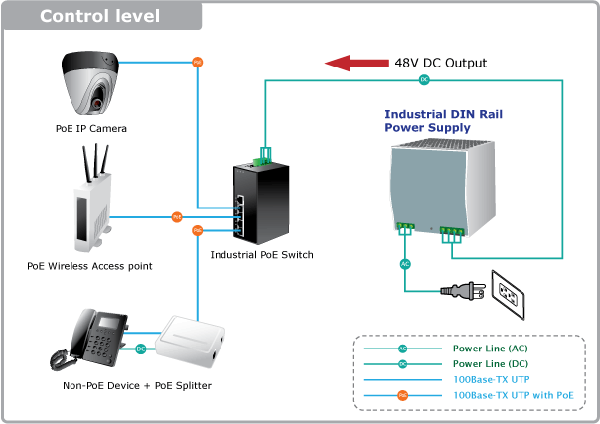 Control level
PoE
48V DC Output
DC
PoE IP Camera
Industrial DIN Rail
Power Supply
PoE
PoE
Industrial PoE Switch
PoE Wireless Access point
AC
DC
Non-PoE Device + PoE Splitter
AC Power Line (AC)
DC Power Line (DC)
100Base-TX UTP
PoE 100Base-TX UTP with PoE